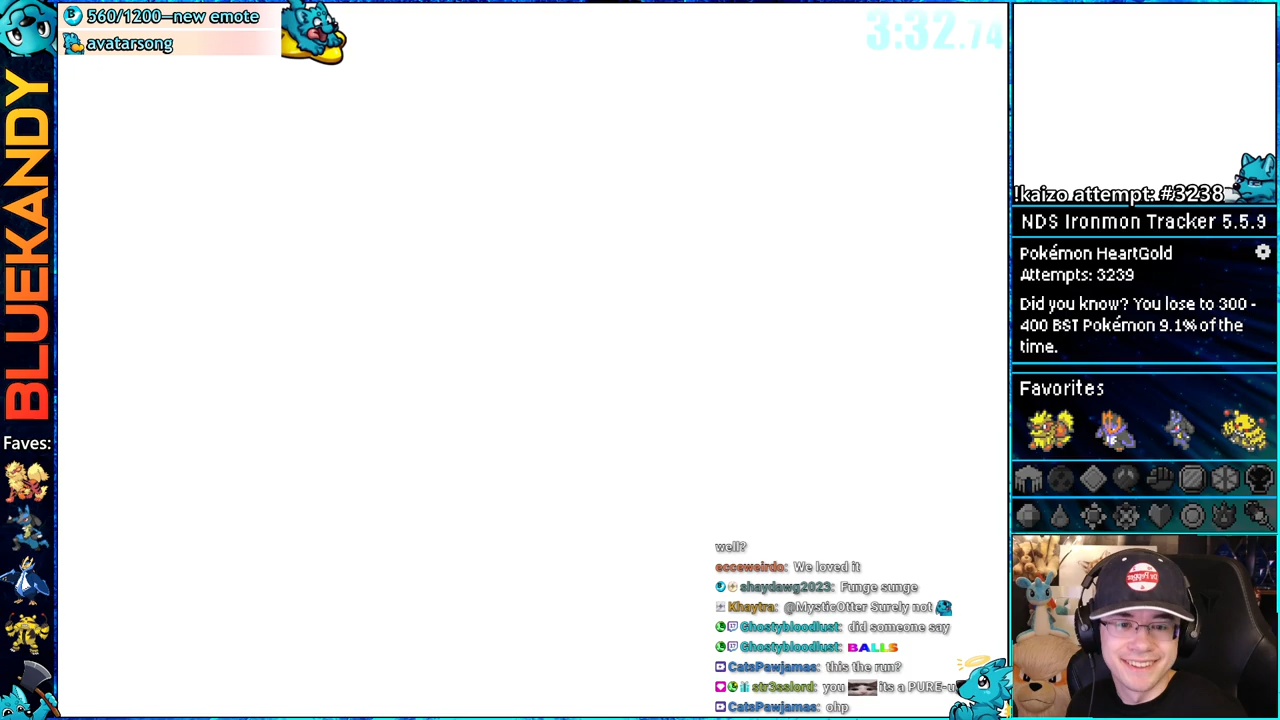 560/1200—new emote
avatarsong
3:32.74
BLUEKANDY
Faves:
!kaizo attempt: #3238
NDS Ironmon Tracker 5.5.9
Pokémon HeartGold
Attempts: 3239
Did you know? You lose to 300 -
400 BST Pokémon 9.1% of the
time.
Favorites
well?
ecceweirdo: We loved it
shaydawg2023: Funge sunge
Khaytra: @MysticOtter Surely not
Ghostybloodlust: did someone say
Ghostybloodlust: BALLS
CatsPawjamas: this the run?
str3sslord: you its a PURE-u
CatsPawjamas: ohp